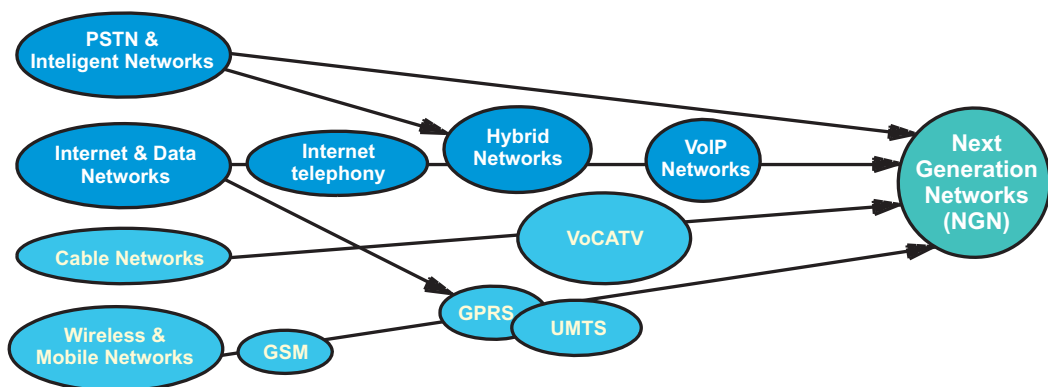 PSTN &
Inteligent Networks
Internet & Data
Networks
Internet
telephony
Hybrid
Networks
VoIP
Networks
Next
Generation
Networks
(NGN)
Cable Networks
VoCATV
Wireless &
Mobile Networks
GSM
GPRS
UMTS